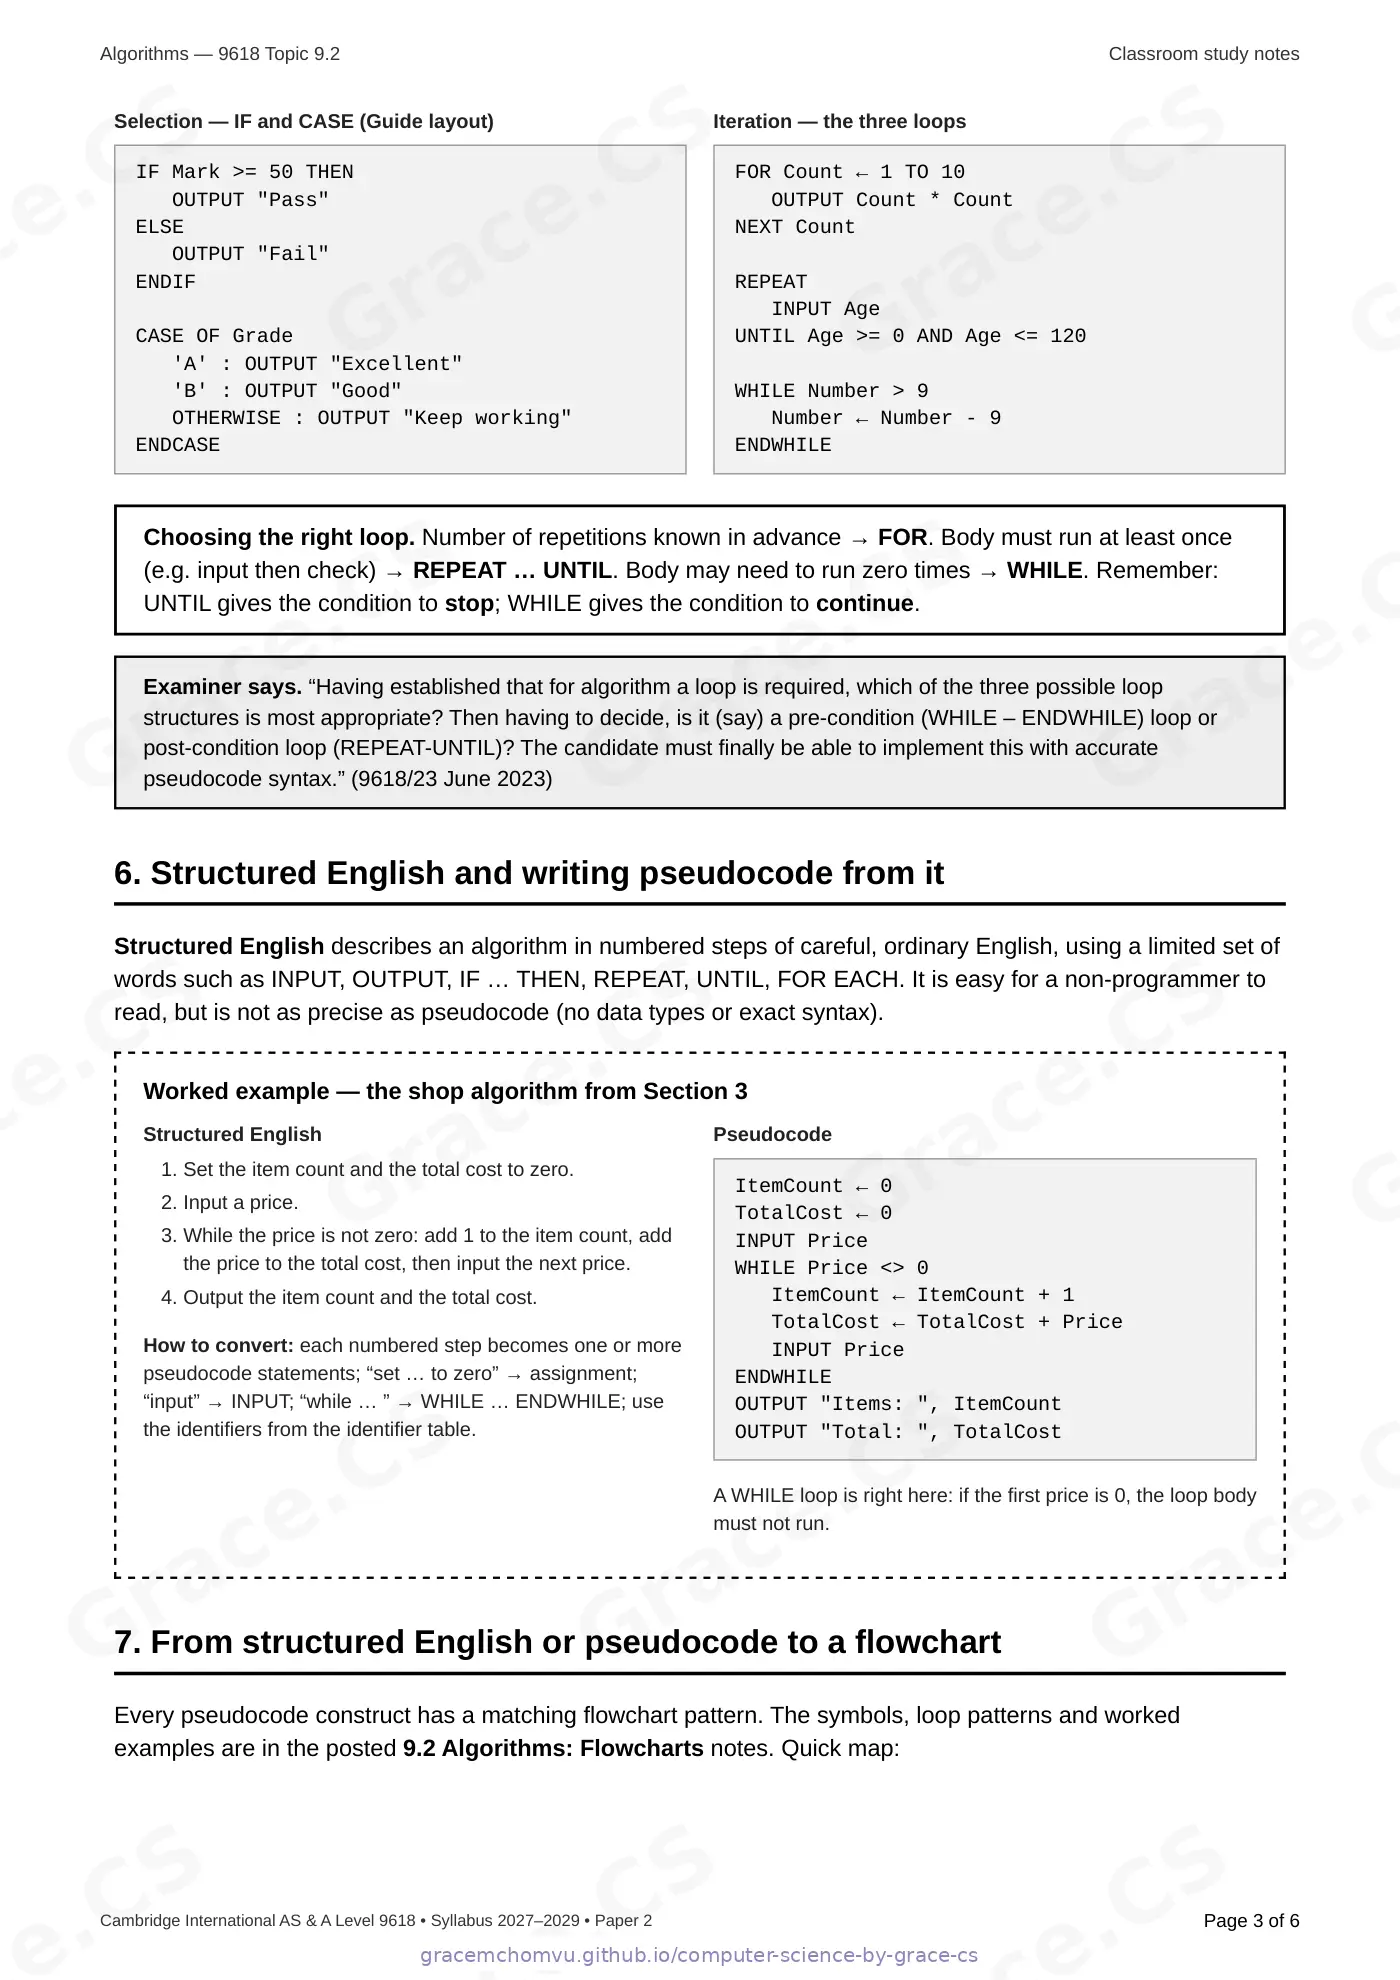 Algorithms — 9618 Topic 9.2
Classroom study notes
Selection — IF and CASE (Guide layout)
IF Mark >= 50 THEN
   OUTPUT "Pass"
ELSE
   OUTPUT "Fail"
ENDIF

CASE OF Grade
   'A' : OUTPUT "Excellent"
   'B' : OUTPUT "Good"
   OTHERWISE : OUTPUT "Keep working"
ENDCASE
Iteration — the three loops
FOR Count ← 1 TO 10
   OUTPUT Count * Count
NEXT Count

REPEAT
   INPUT Age
UNTIL Age >= 0 AND Age <= 120

WHILE Number > 9
   Number ← Number - 9
ENDWHILE
Choosing the right loop. Number of repetitions known in advance → FOR. Body must run at least once
(e.g. input then check) → REPEAT … UNTIL. Body may need to run zero times → WHILE. Remember:
UNTIL gives the condition to stop; WHILE gives the condition to continue.
Examiner says. “Having established that for algorithm a loop is required, which of the three possible loop
structures is most appropriate? Then having to decide, is it (say) a pre-condition (WHILE – ENDWHILE) loop or
post-condition loop (REPEAT-UNTIL)? The candidate must finally be able to implement this with accurate
pseudocode syntax.” (9618/23 June 2023)
6. Structured English and writing pseudocode from it
Structured English describes an algorithm in numbered steps of careful, ordinary English, using a limited set of
words such as INPUT, OUTPUT, IF … THEN, REPEAT, UNTIL, FOR EACH. It is easy for a non-programmer to
read, but is not as precise as pseudocode (no data types or exact syntax).
Worked example — the shop algorithm from Section 3
Structured English
1. Set the item count and the total cost to zero.
2. Input a price.
3. While the price is not zero: add 1 to the item count, add
the price to the total cost, then input the next price.
4. Output the item count and the total cost.
How to convert: each numbered step becomes one or more
pseudocode statements; “set … to zero” → assignment;
“input” → INPUT; “while … ” → WHILE … ENDWHILE; use
the identifiers from the identifier table.
Pseudocode
ItemCount ← 0
TotalCost ← 0
INPUT Price
WHILE Price <> 0
   ItemCount ← ItemCount + 1
   TotalCost ← TotalCost + Price
   INPUT Price
ENDWHILE
OUTPUT "Items: ", ItemCount
OUTPUT "Total: ", TotalCost
A WHILE loop is right here: if the first price is 0, the loop body
must not run.
7. From structured English or pseudocode to a flowchart
Every pseudocode construct has a matching flowchart pattern. The symbols, loop patterns and worked
examples are in the posted 9.2 Algorithms: Flowcharts notes. Quick map:
Cambridge International AS & A Level 9618 • Syllabus 2027–2029 • Paper 2
Page 3 of 6
gracemchomvu.github.io/computer-science-by-grace-cs
Grace.CS